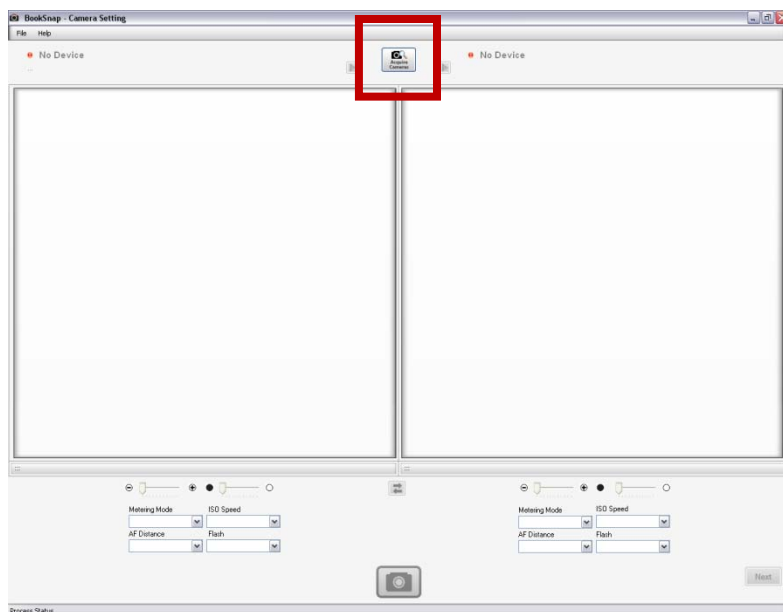 BookSnap - Camera Setting
File Help
No Device
Acquire
Cameras
No Device
Metering Mode ISO Speed
AF Distance Flash
Metering Mode ISO Speed
AF Distance Flash
Next
Process Status